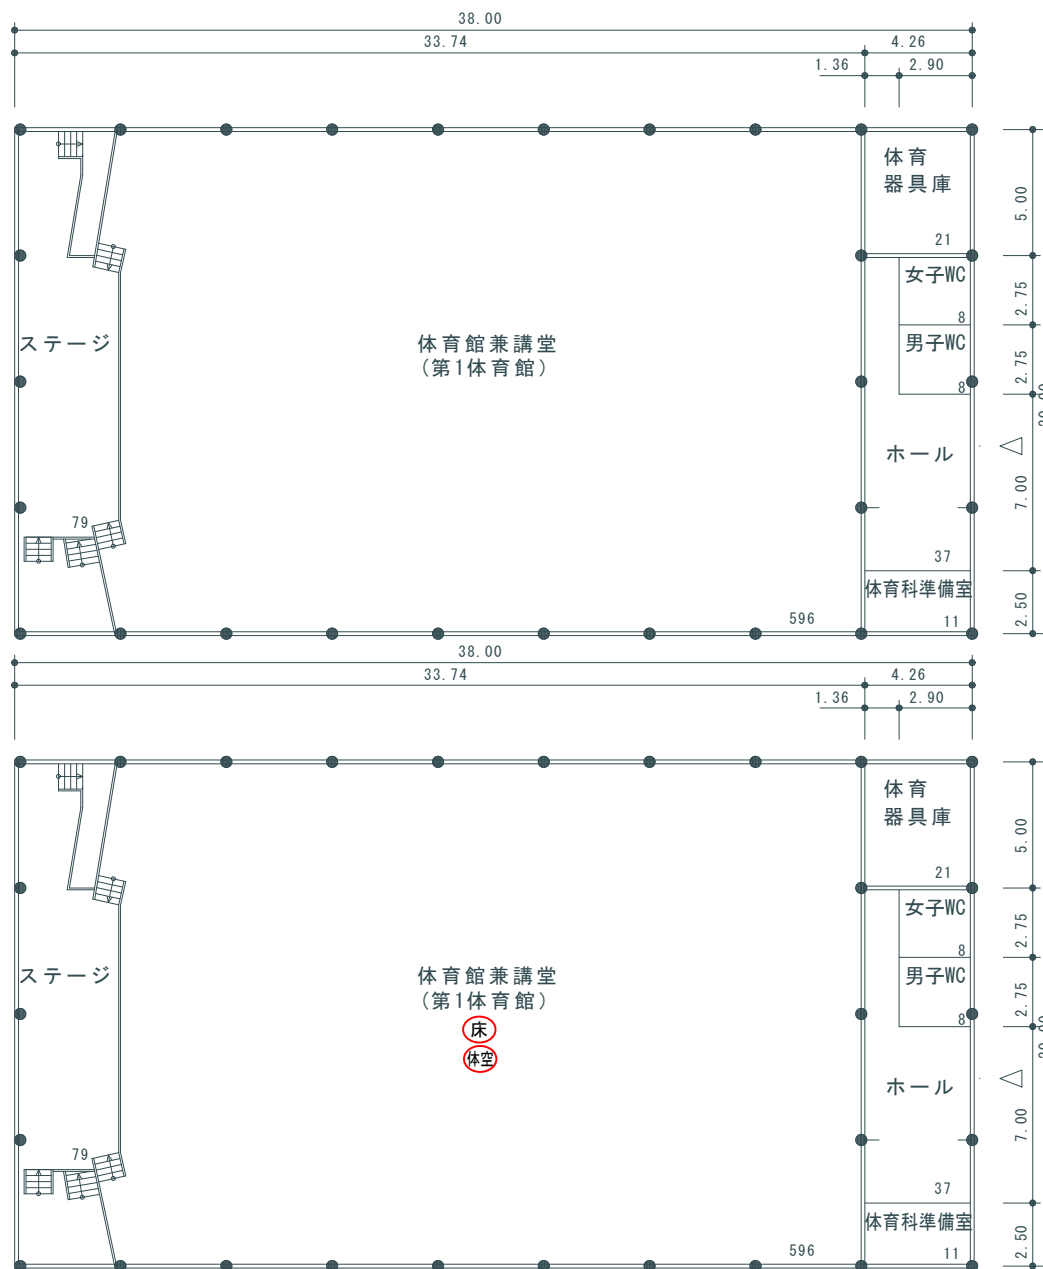 38.00
33.74
4.26
1.36
2.90
体育
器具庫
5.00
21
女子WC
2.75
8
ステージ
体育館兼講堂
(第1体育館)
男子WC
2.75
8
ホール
7.00
79
37
体育科準備室
2.50
596
11
38.00
33.74
4.26
1.36
2.90
体育
器具庫
5.00
21
女子WC
2.75
8
ステージ
体育館兼講堂
(第1体育館)
男子WC
2.75
床
8
体空
ホール
7.00
79
37
体育科準備室
2.50
596
11